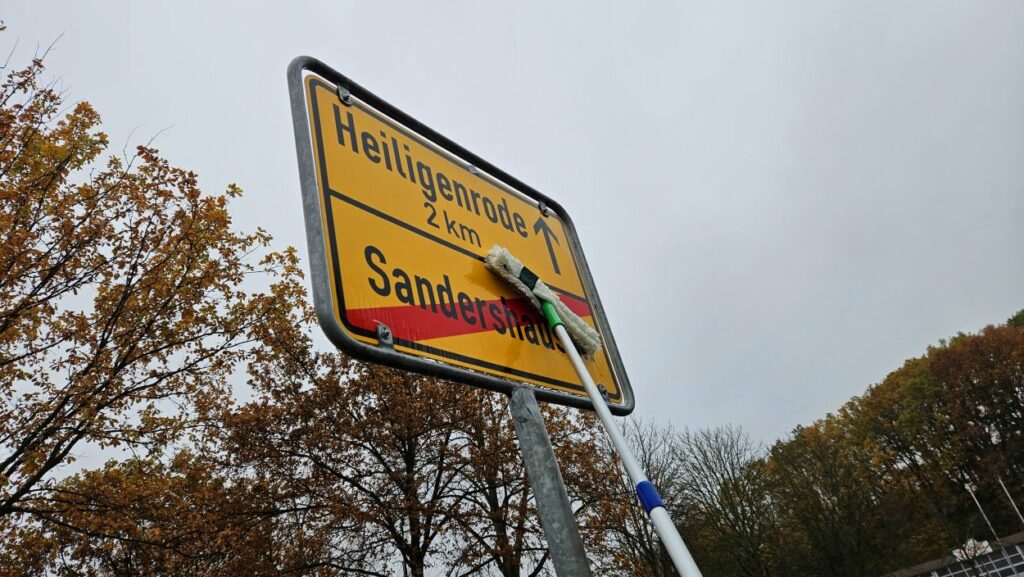 Heiligenrode
2 km ↑
Sandershaus